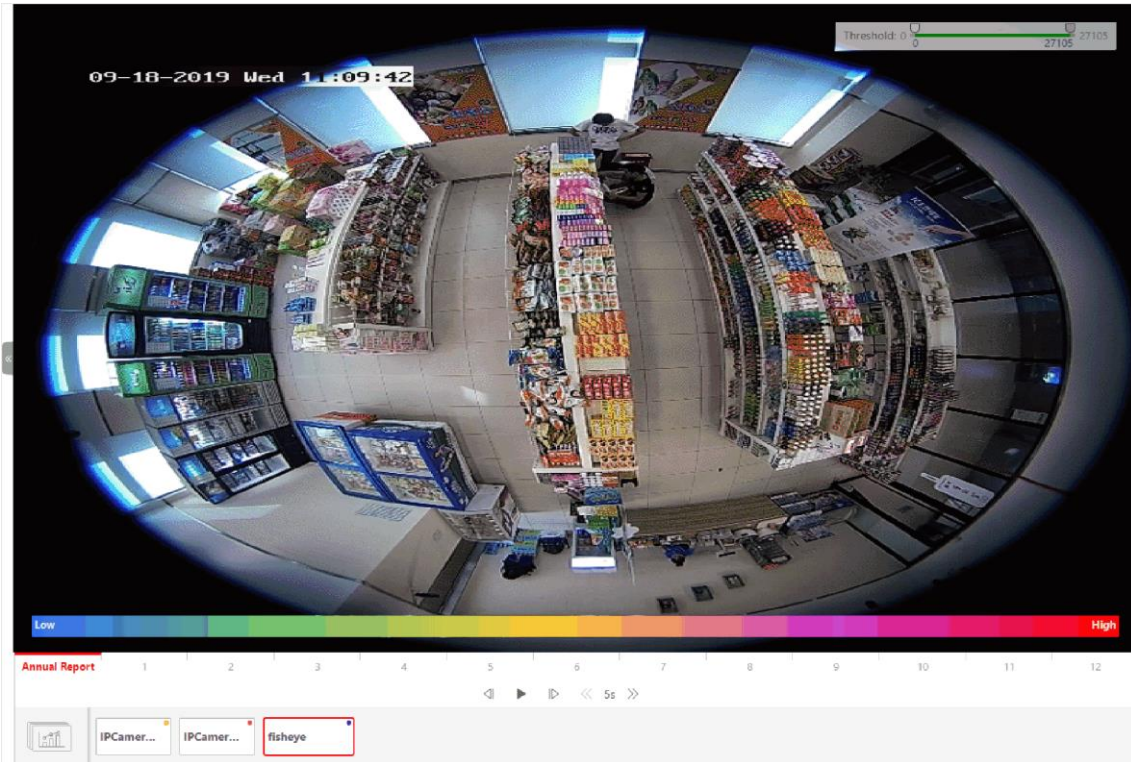 Threshold: 0 0 27105 27105
09-18-2019 Wed 11:09:42
Low High
Annual Report 1 2 3 4 5 6 7 8 9 10 11 12
5s
IPCamer... IPCamer... fisheye